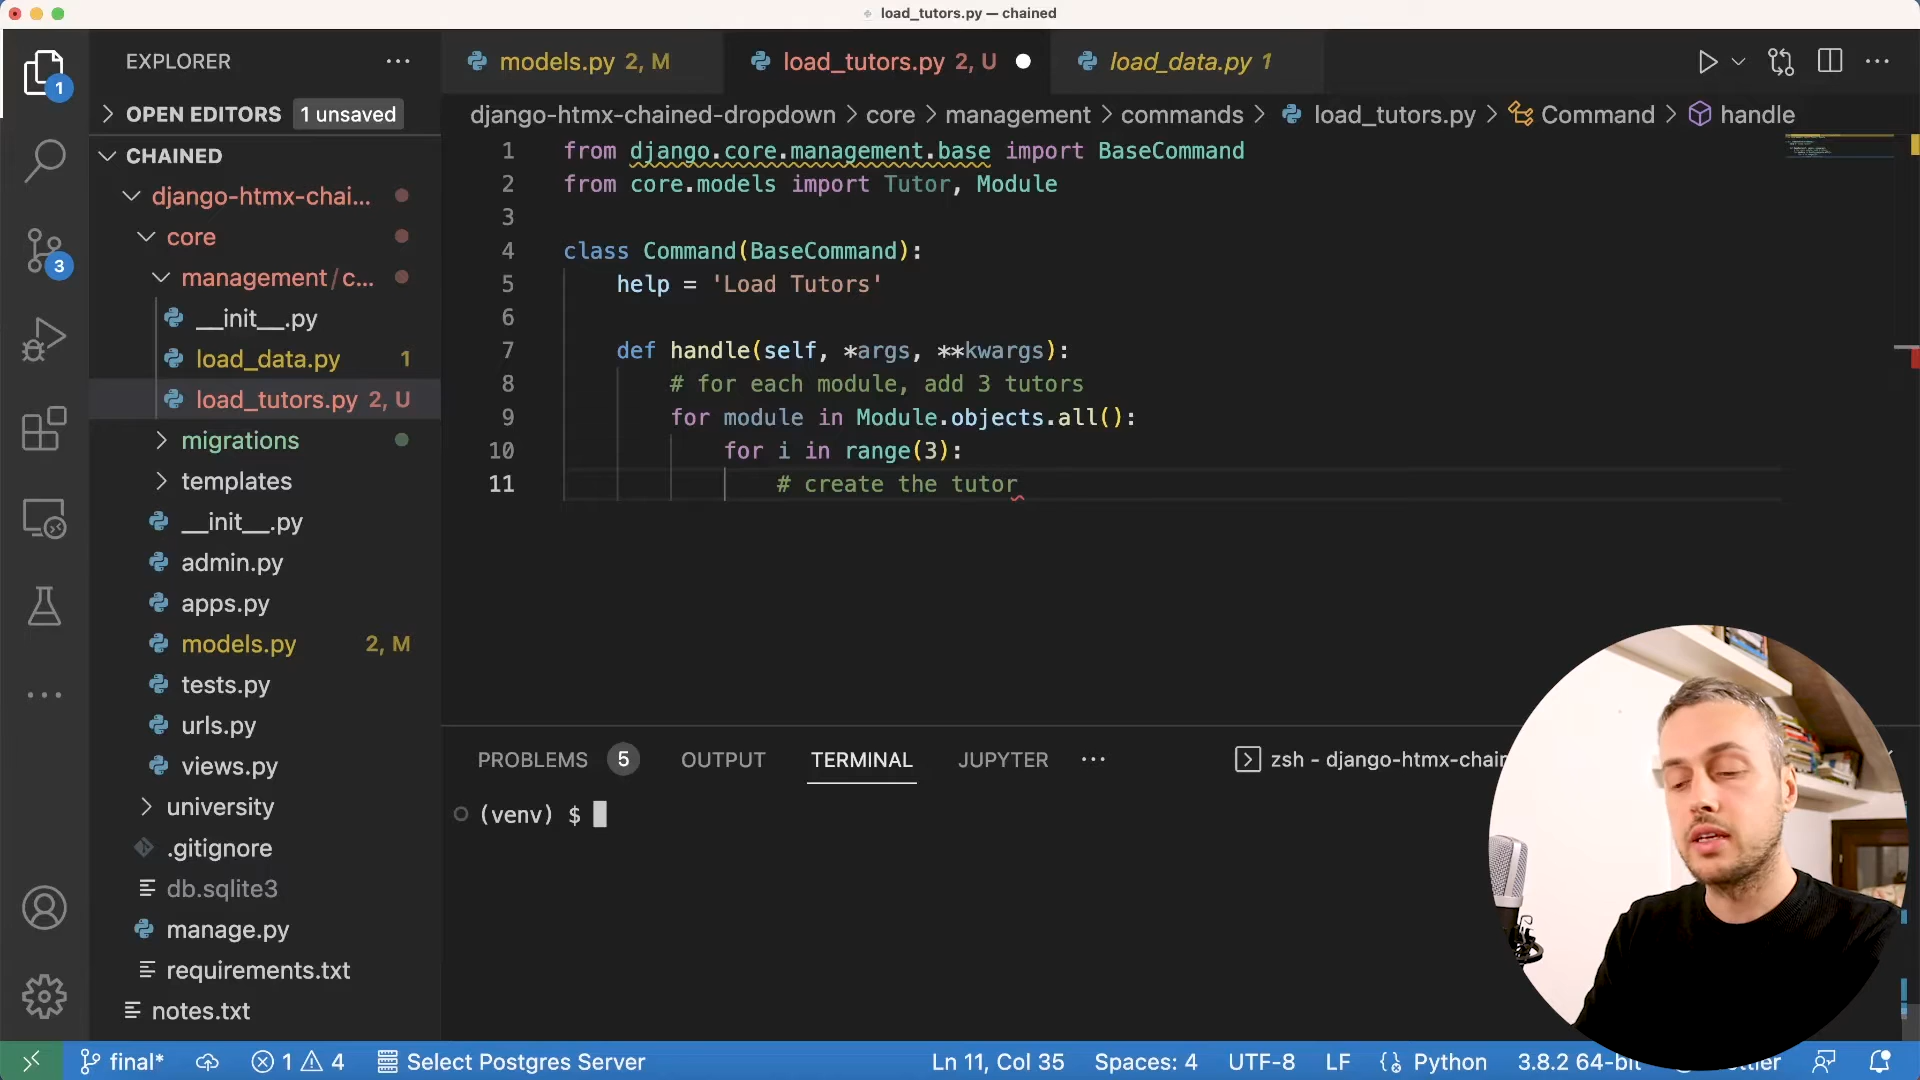 load_tutors.py — chained
EXPLORER
models.py 2, M
load_tutors.py 2, U
load_data.py 1
OPEN EDITORS 1 unsaved
django-htmx-chained-dropdown > core > management > commands > load_tutors.py > Command > handle
CHAINED
django-htmx-chai...
core
management/c...
__init__.py
load_data.py 1
load_tutors.py 2, U
migrations
templates
__init__.py
admin.py
apps.py
models.py 2, M
tests.py
urls.py
views.py
university
.gitignore
db.sqlite3
manage.py
requirements.txt
notes.txt
1
3
1 from django.core.management.base import BaseCommand
2 from core.models import Tutor, Module
3
4 class Command(BaseCommand):
5 help = 'Load Tutors'
6
7 def handle(self, *args, **kwargs):
8 # for each module, add 3 tutors
9 for module in Module.objects.all():
10 for i in range(3):
11 # create the tutor
PROBLEMS 5 OUTPUT TERMINAL JUPYTER
zsh - django-htmx-chain
(venv) $
final* 1 4 Select Postgres Server Ln 11, Col 35 Spaces: 4 UTF-8 LF Python 3.8.2 64-bit